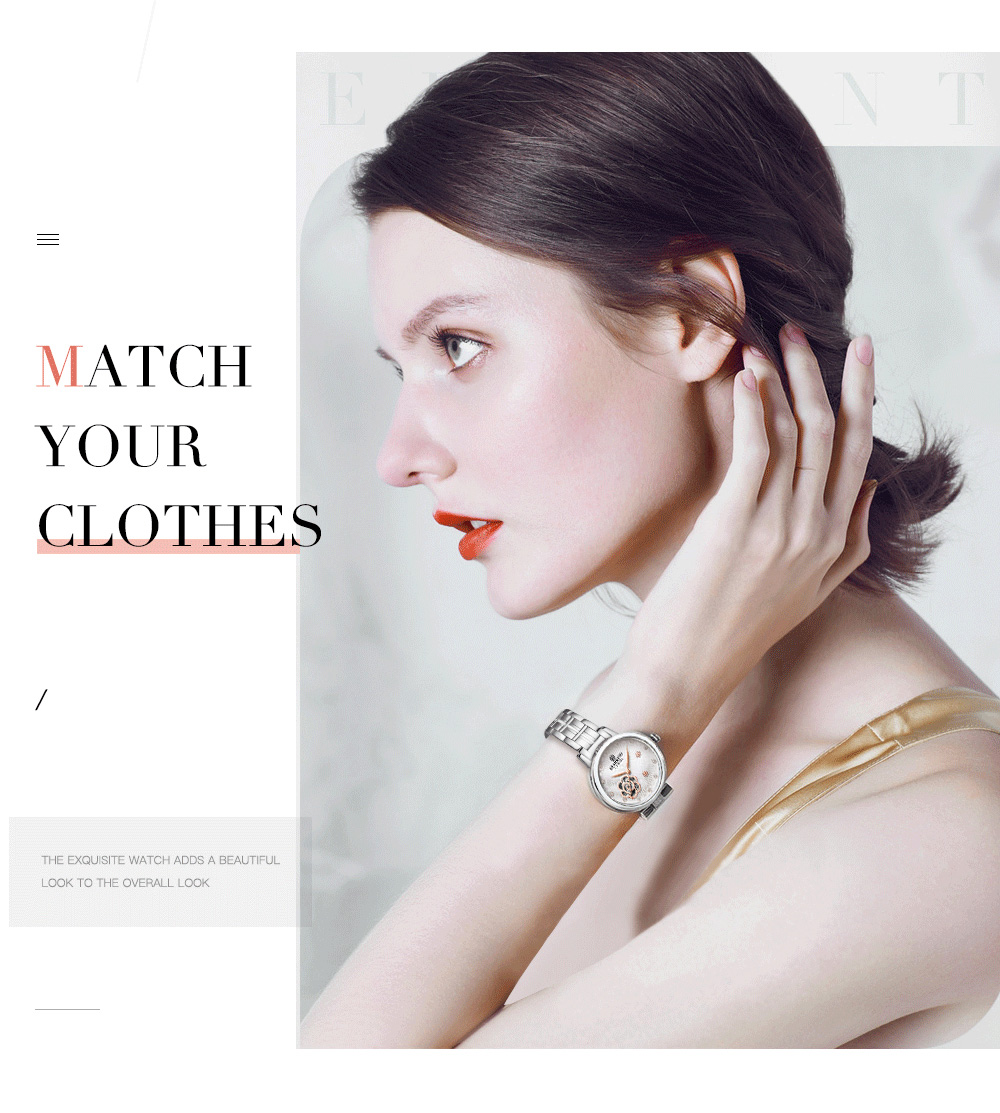 MATCH
YOUR
CLOTHES
/
THE EXQUISITE WATCH ADDS A BEAUTIFUL
LOOK TO THE OVERALL LOOK